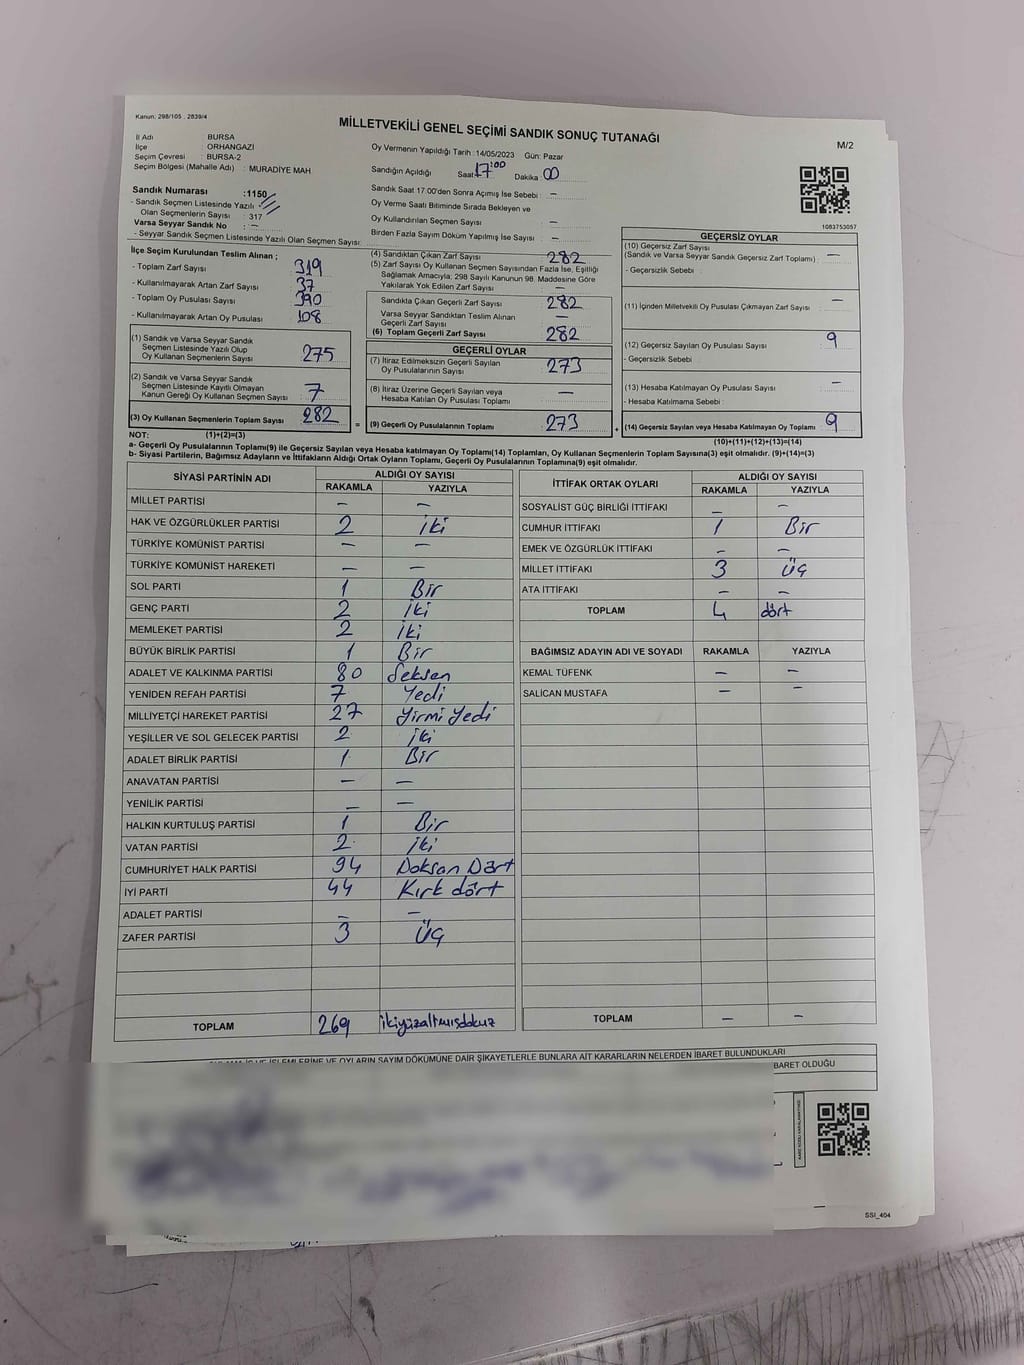 Kanun: 298/105 , 2839/4
MİLLETVEKİLİ GENEL SEÇİMİ SANDIK SONUÇ TUTANAĞI
M/2
İl Adı BURSA
İlçe : ORHANGAZİ
Seçim Çevresi : BURSA-2
Seçim Bölgesi (Mahalle Adı) : MURADİYE MAH
Oy Vermenin Yapıldığı Tarih : 14/05/2023 Gün: Pazar
Sandığın Açıldığı Saat 17:00 Dakika 00
Sandık Numarası :1150
- Sandık Seçmen Listesinde Yazılı
Olan Seçmenlerin Sayısı : 317
Varsa Seyyar Sandık No : -
- Seyyar Sandık Seçmen Listesinde Yazılı Olan Seçmen Sayısı:
Sandık Saat 17.00'den Sonra Açımış İse Sebebi : -
Oy Verme Saati Bitiminde Sırada Bekleyen ve
Oy Kullandırılan Seçmen Sayısı -
Birden Fazla Sayım Döküm Yapılmış İse Sayısı : -
1083753057
İlçe Seçim Kurulundan Teslim Alınan ;
- Toplam Zarf Sayısı 319
- Kullanılmayarak Artan Zarf Sayısı 37
- Toplam Oy Pusulası Sayısı 390
- Kullanılmayarak Artan Oy Pusulası 108
(1) Sandık ve Varsa Seyyar Sandık
Seçmen Listesinde Yazılı Olup
Oy Kullanan Seçmenlerin Sayısı 275
(2) Sandık ve Varsa Seyyar Sandık
Seçmen Listesinde Kayıtlı Olmayan
Kanun Gereği Oy Kullanan Seçmen Sayısı 7
(3) Oy Kullanan Seçmenlerin Toplam Sayısı 282
(1)+(2)=(3)
(4) Sandıktan Çıkan Zarf Sayısı 282
(5) Zarf Sayısı Oy Kullanan Seçmen Sayısından Fazla İse, Eşitliği
Sağlamak Amacıyla; 298 Sayılı Kanunun 98. Maddesine Göre
Yakılarak Yok Edilen Zarf Sayısı -
Sandıkta Çıkan Geçerli Zarf Sayısı 282
Varsa Seyyar Sandıktan Teslim Alınan
Geçerli Zarf Sayısı -
(6) Toplam Geçerli Zarf Sayısı 282
GEÇERLİ OYLAR
(7) İtiraz Edilmeksizin Geçerli Sayılan
Oy Pusulalarının Sayısı 273
(8) İtiraz Üzerine Geçerli Sayılan veya
Hesaba Katılan Oy Pusulası Toplamı -
= (9) Geçerli Oy Pusulalarının Toplamı 273
GEÇERSİZ OYLAR
(10) Geçersiz Zarf Sayısı
(Sandık ve Varsa Seyyar Sandık Geçersiz Zarf Toplamı) : -
- Geçersizlik Sebebi :
(11) İçinden Milletvekili Oy Pusulası Çıkmayan Zarf Sayısı -
(12) Geçersiz Sayılan Oy Pusulası Sayısı 9
- Geçersizlik Sebebi
(13) Hesaba Katılmayan Oy Pusulası Sayısı -
- Hesaba Katılmama Sebebi :
+ (14) Geçersiz Sayılan veya Hesaba Katılmayan Oy Toplamı 9
(10)+(11)+(12)+(13)=(14)
NOT:
a- Geçerli Oy Pusulalarının Toplamı(9) ile Geçersiz Sayılan veya Hesaba katılmayan Oy Toplamı(14) Toplamları, Oy Kullanan Seçmenlerin Toplam Sayısına(3) eşit olmalıdır. (9)+(14)=(3)
b- Siyasi Partilerin, Bağımsız Adayların ve İttifakların Aldığı Ortak Oyların Toplamı, Geçerli Oy Pusulalarının Toplamına(9) eşit olmalıdır.
SİYASİ PARTİNİN ADI ALDIĞI OY SAYISI
RAKAMLA YAZIYLA
MİLLET PARTİSİ - -
HAK VE ÖZGÜRLÜKLER PARTİSİ 2 iki
TÜRKİYE KOMÜNİST PARTİSİ - -
TÜRKİYE KOMÜNİST HAREKETİ - -
SOL PARTİ 1 Bir
GENÇ PARTİ 2 iki
MEMLEKET PARTİSİ 2 iki
BÜYÜK BİRLİK PARTİSİ 1 Bir
ADALET VE KALKINMA PARTİSİ 80 Seksen
YENİDEN REFAH PARTİSİ 7 Yedi
MİLLİYETÇİ HAREKET PARTİSİ 27 Yirmi Yedi
YEŞİLLER VE SOL GELECEK PARTİSİ 2 iki
ADALET BİRLİK PARTİSİ 1 Bir
ANAVATAN PARTİSİ - -
YENİLİK PARTİSİ - -
HALKIN KURTULUŞ PARTİSİ 1 Bir
VATAN PARTİSİ 2 iki
CUMHURİYET HALK PARTİSİ 94 Doksan Dört
İYİ PARTİ 44 Kırk dört
ADALET PARTİSİ - -
ZAFER PARTİSİ 3 Üç
TOPLAM 269 ikiyüzaltmışdokuz
İTTİFAK ORTAK OYLARI ALDIĞI OY SAYISI
RAKAMLA YAZIYLA
SOSYALİST GÜÇ BİRLİĞİ İTTİFAKI - -
CUMHUR İTTİFAKI 1 Bir
EMEK VE ÖZGÜRLÜK İTTİFAKI - -
MİLLET İTTİFAKI 3 Üç
ATA İTTİFAKI - -
TOPLAM 4 dört
BAĞIMSIZ ADAYIN ADI VE SOYADI RAKAMLA YAZIYLA
KEMAL TÜFENK - -
SALİCAN MUSTAFA - -
TOPLAM - -
İŞLEMLERİNE VE OYLARIN SAYIM DÖKÜMÜNE DAİR ŞİKAYETLERLE BUNLARA AİT KARARLARIN NELERDEN İBARET BULUNDUKLARI
BARET OLDUĞU
SSI_404